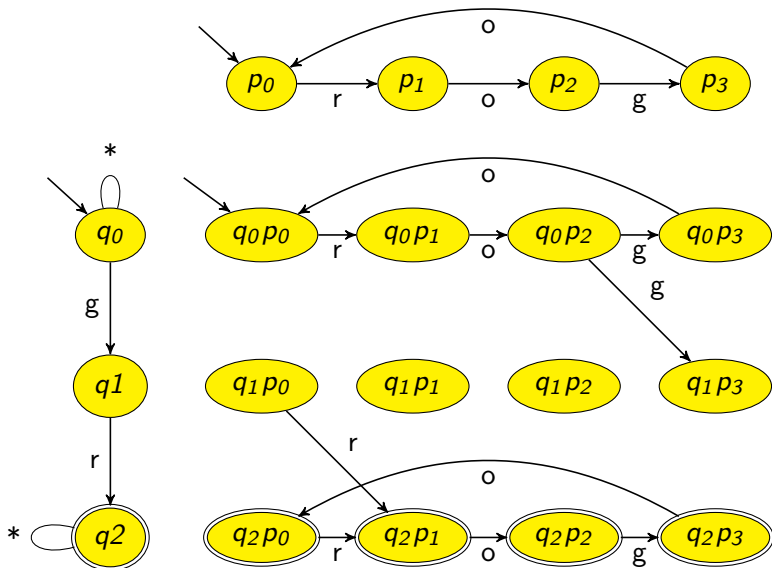 o
p0 p1 p2 p3
r o g
*
o
q0 q0p0 q0p1 q0p2 q0p3
r o g
g
g
q1 q1p0 q1p1 q1p2 q1p3
r r
o
* q2 q2p0 q2p1 q2p2 q2p3
r o g